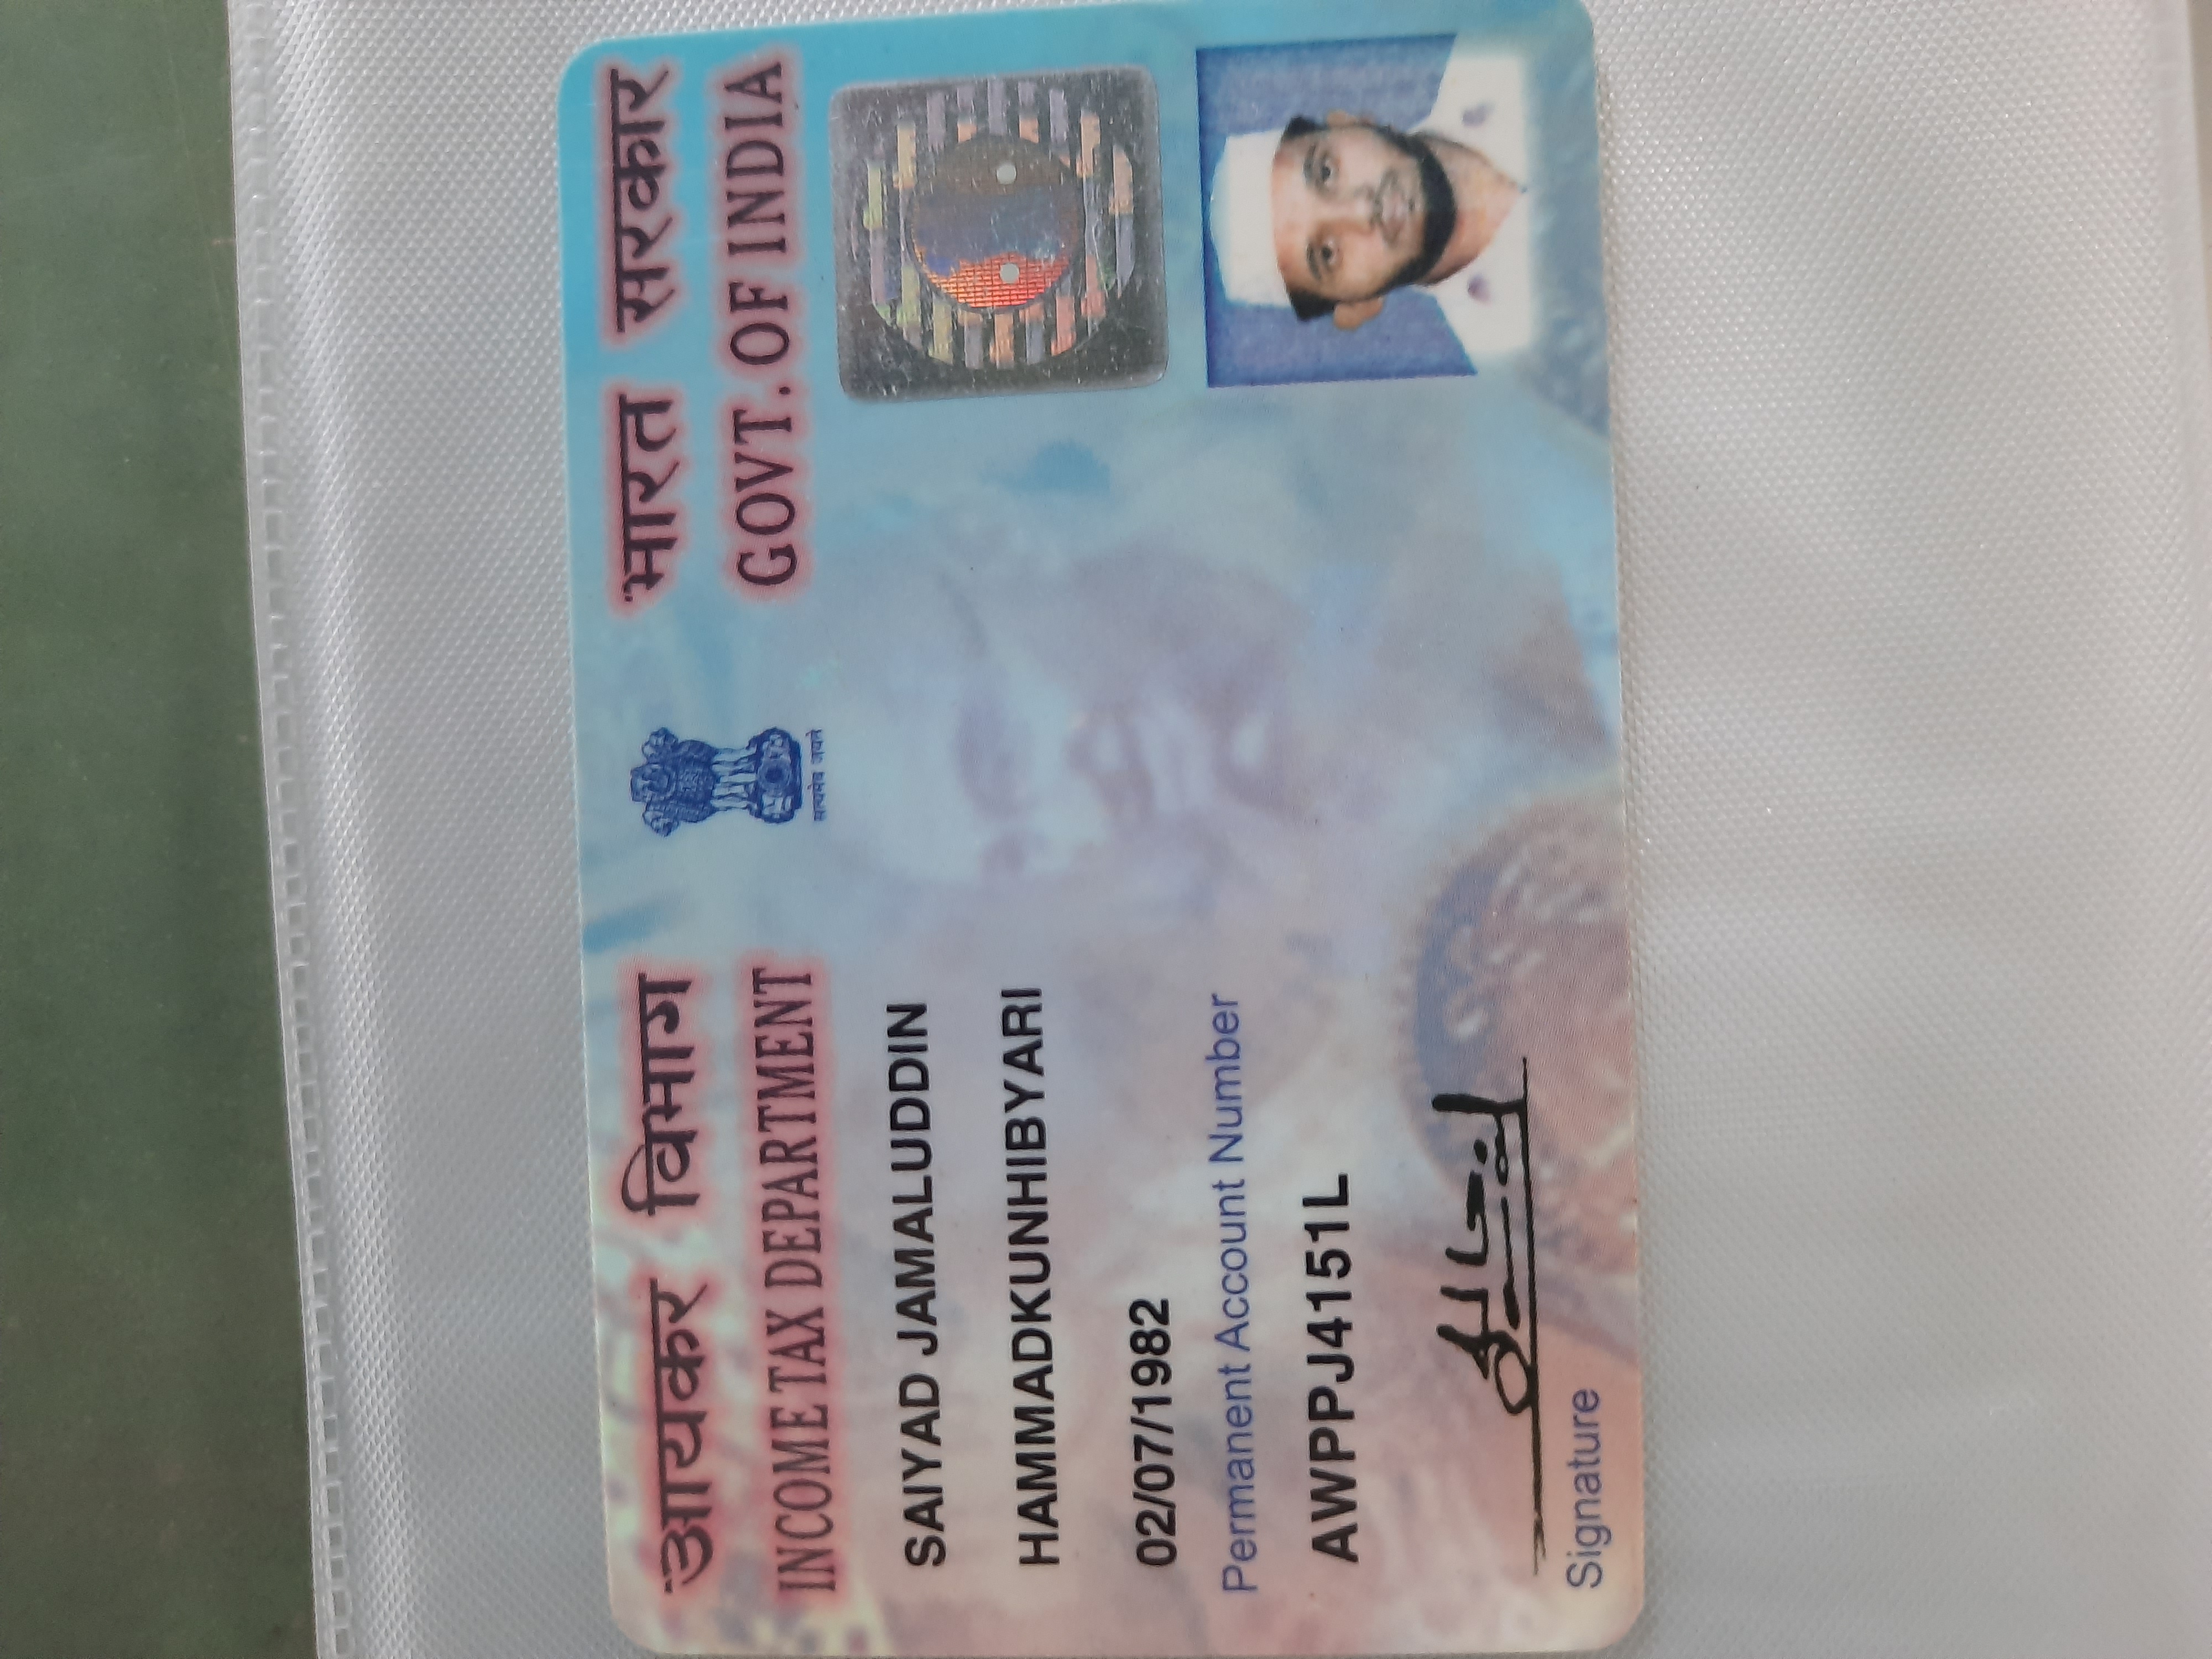 आयकर विभाग
INCOME TAX DEPARTMENT
सत्यमेव जयते
भारत सरकार
GOVT. OF INDIA
SAIYAD JAMALUDDIN
HAMMADKUNHIBYARI
02/07/1982
Permanent Account Number
AWPPJ4151L
Signature